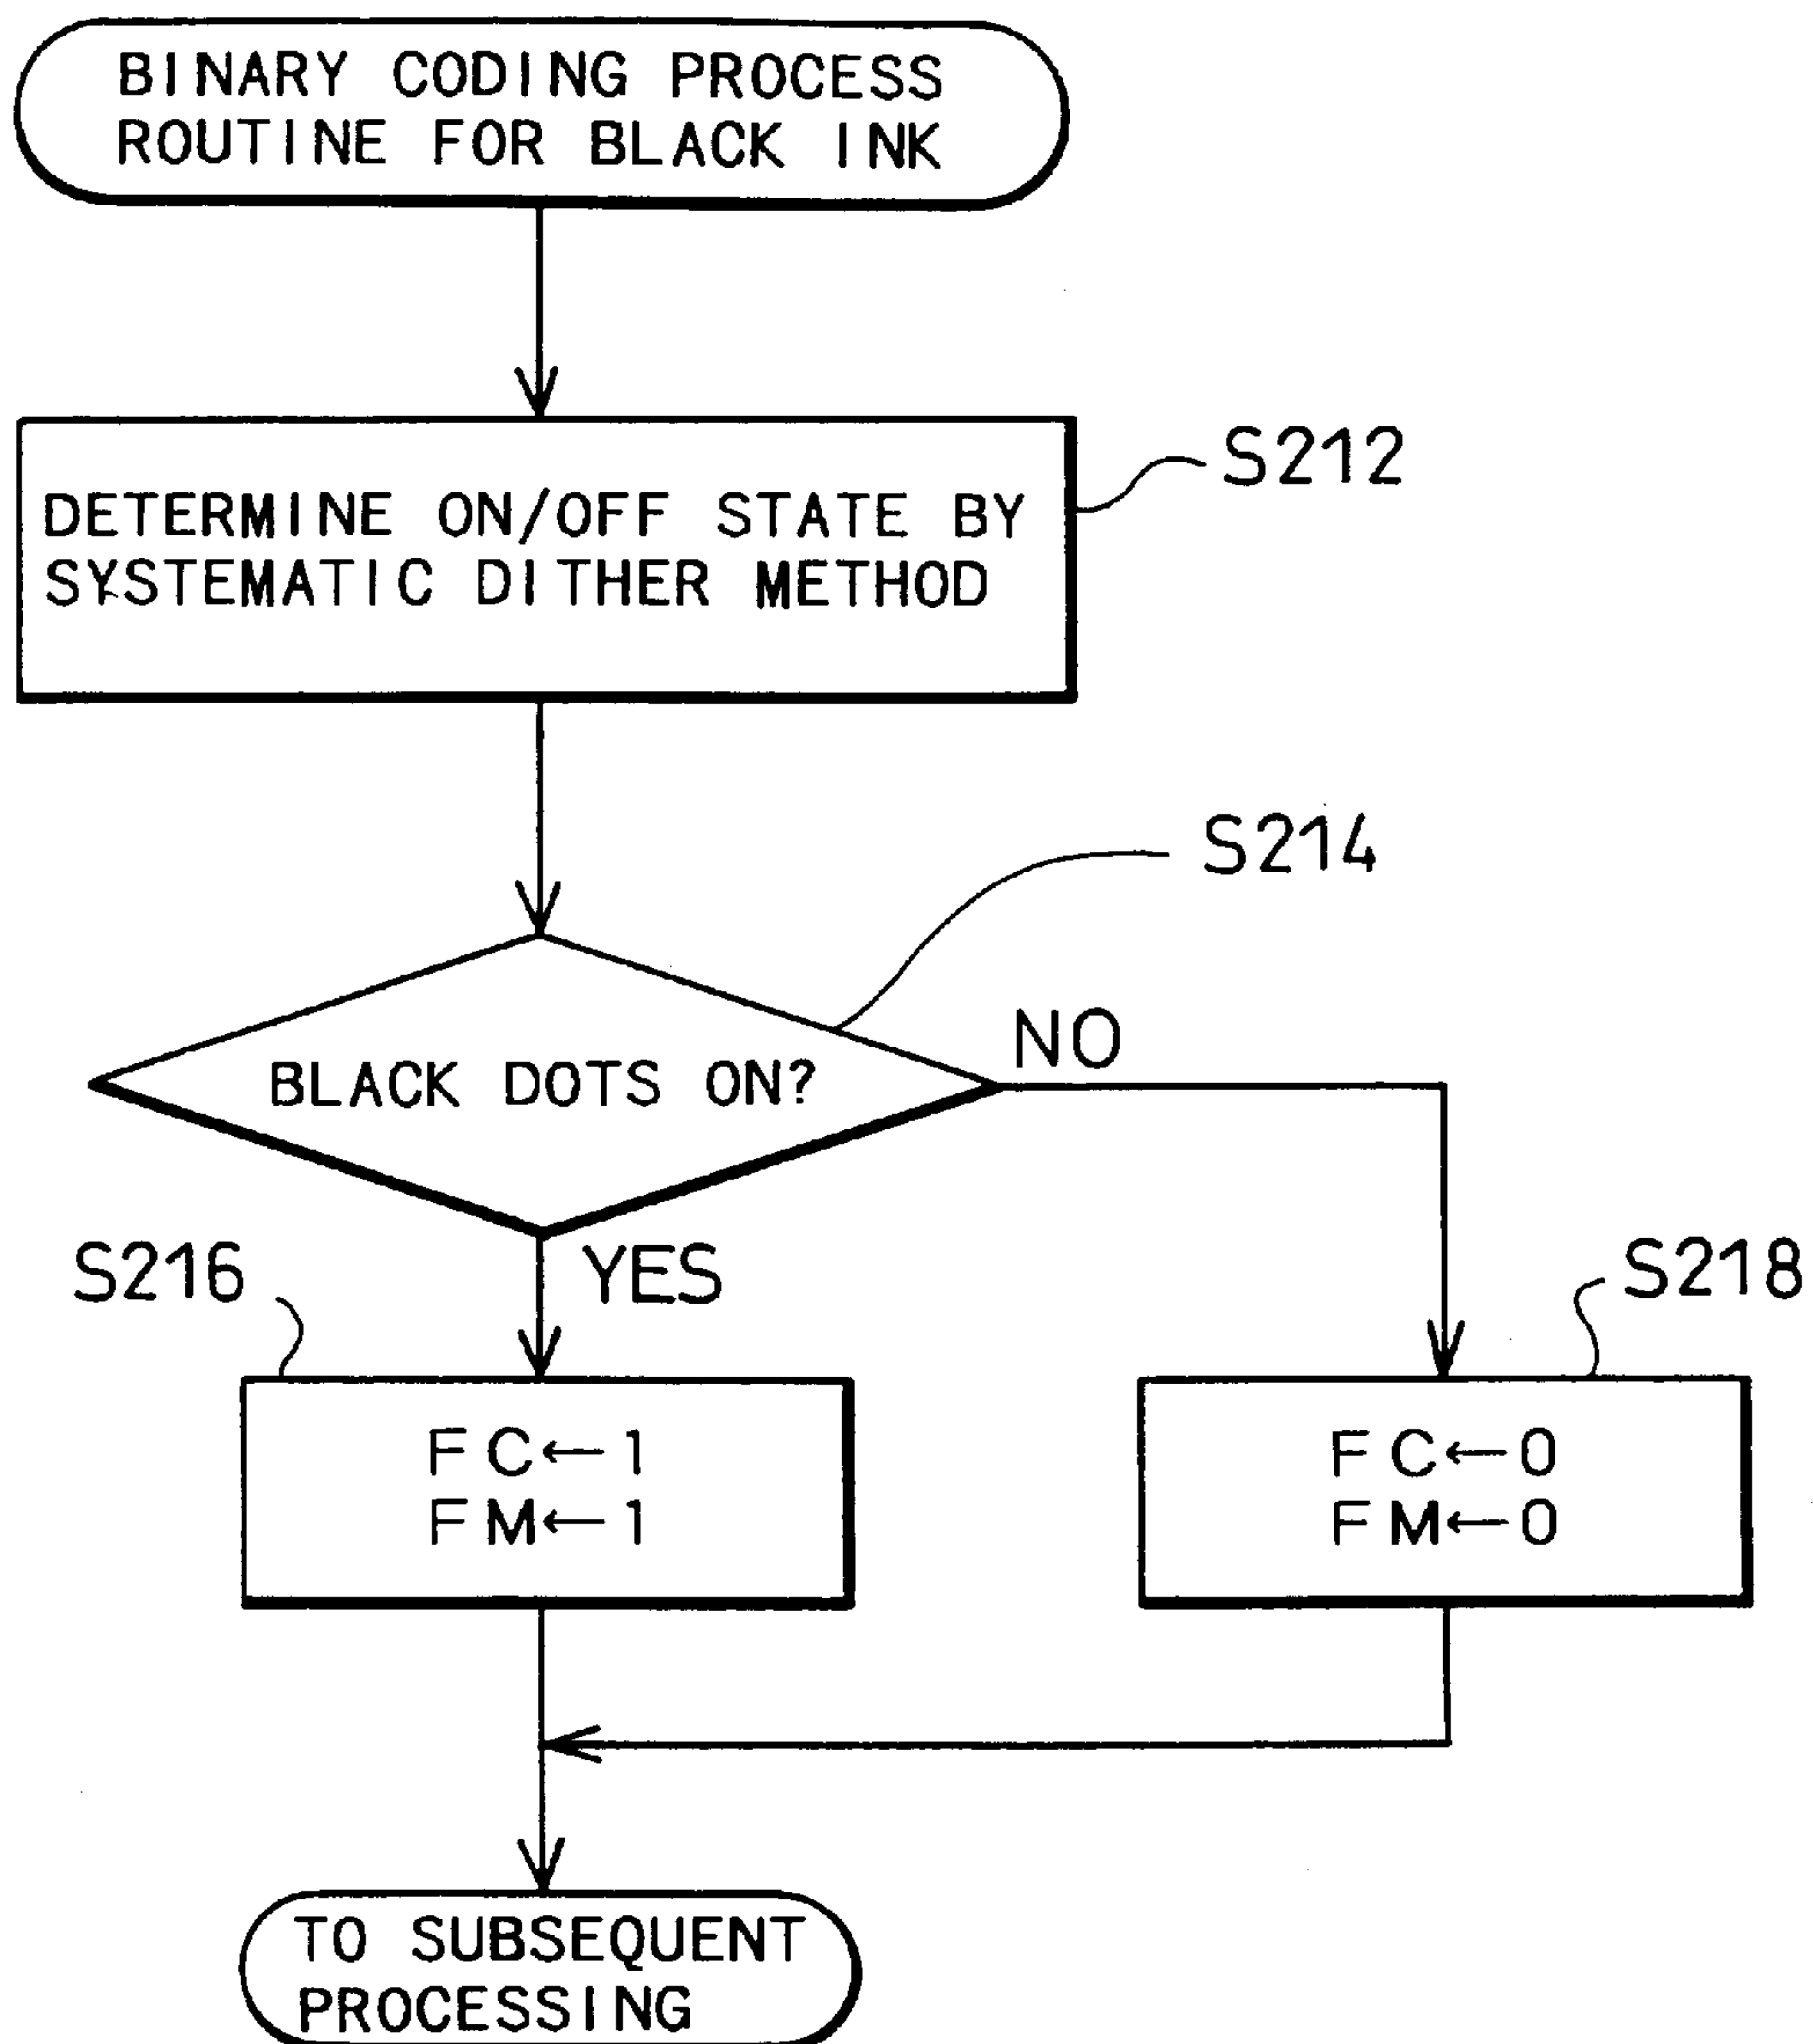 BINARY CODING PROCESS
ROUTINE FOR BLACK INK
S212
DETERMINE ON/OFF STATE BY
SYSTEMATIC DITHER METHOD
S214
BLACK DOTS ON?
NO
S216
YES
S218
FC←1
FM←1
FC←0
FM←0
TO SUBSEQUENT
PROCESSING